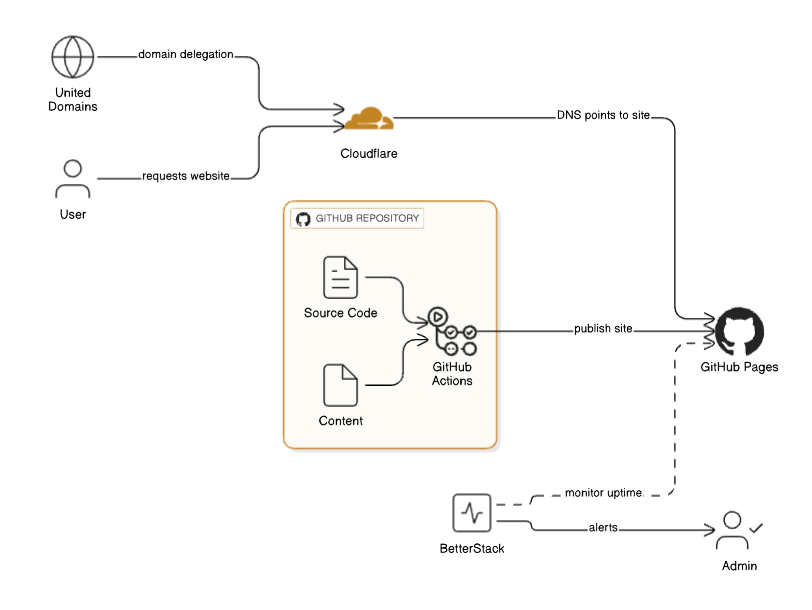 domain delegation
United
Domains
DNS points to site
Cloudflare
requests website
User
GITHUB REPOSITORY
Source Code
publish site
GitHub
Actions
GitHub Pages
Content
monitor uptime
alerts
BetterStack
Admin